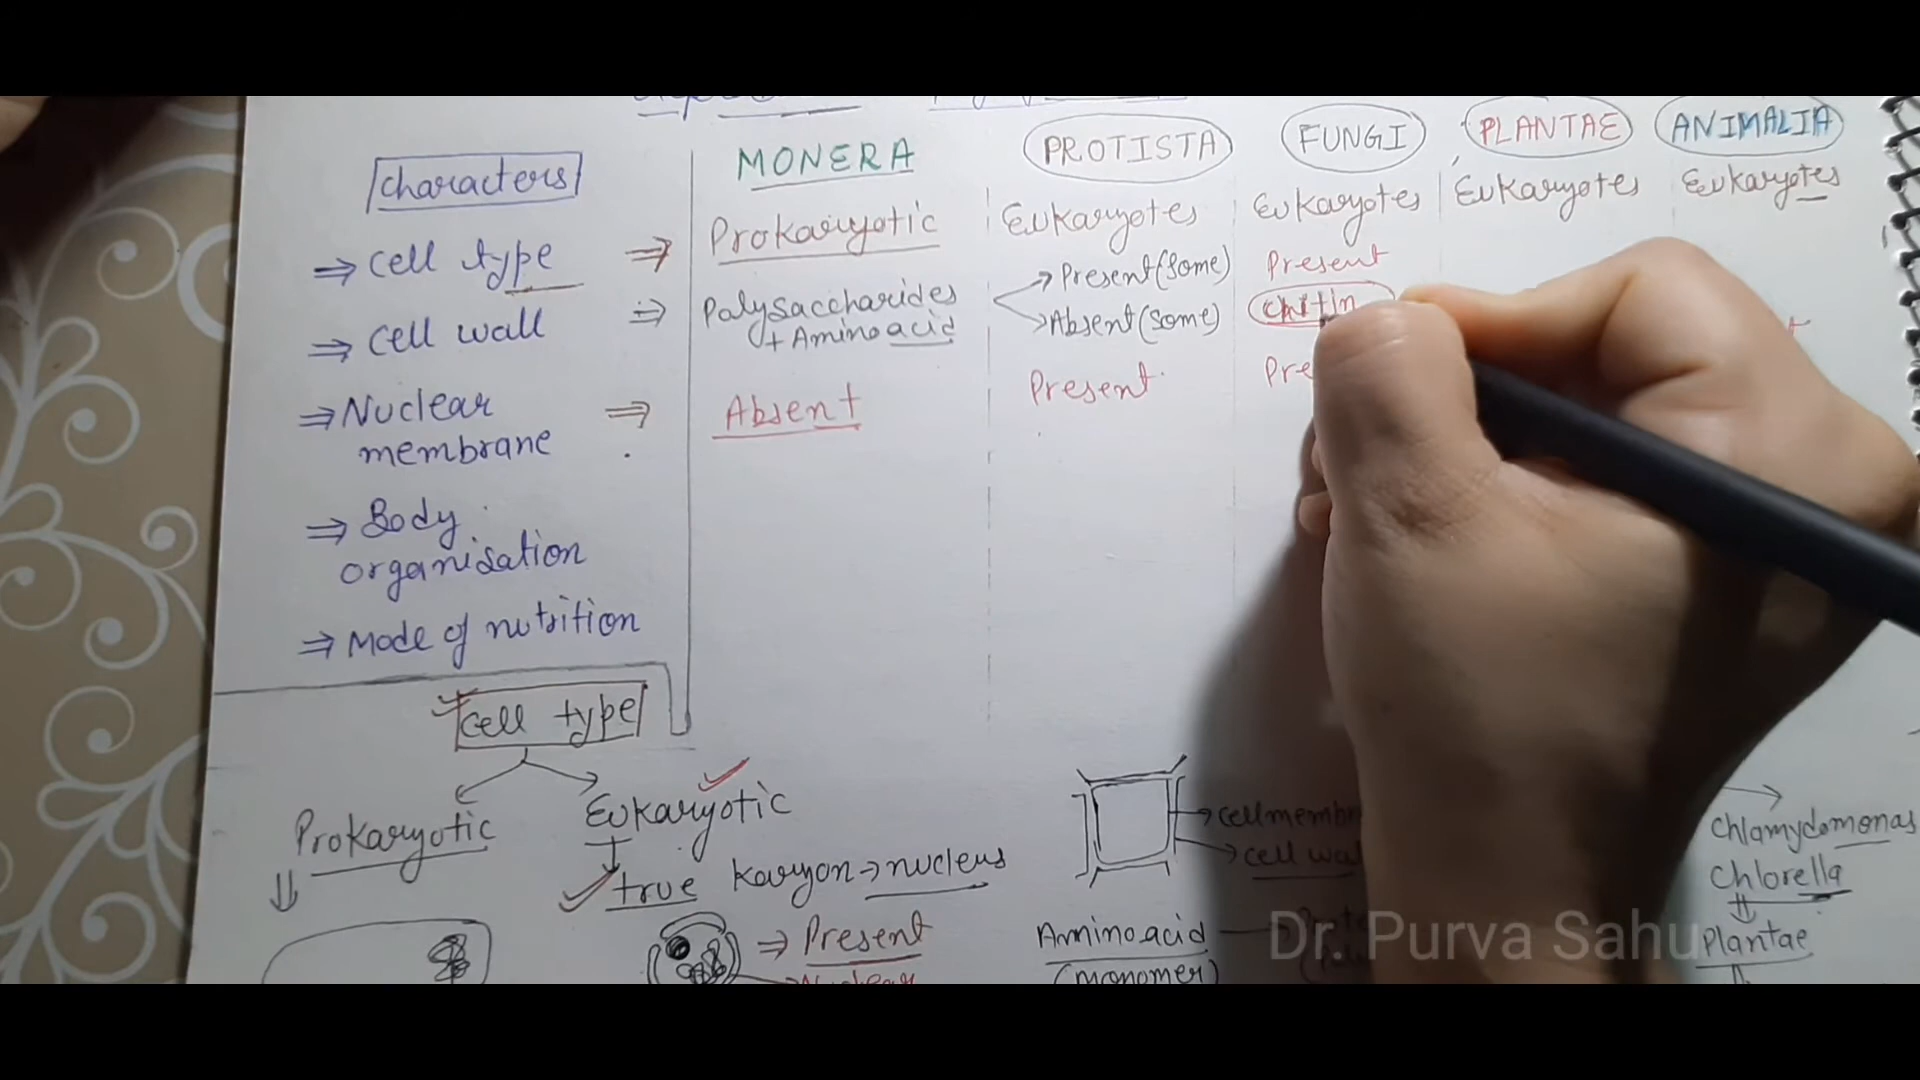 characters
MONERA
PROTISTA
FUNGI
PLANTAE
ANIMALIA
⇒ cell type ⇒
Prokaryotic
Eukaryotes
Eukaryotes
Eukaryotes
Eukaryotes
⇒ cell wall ⇒
Polysaccharides
+ Amino acid
→ Present (some)
→ Absent (some)
Present
chitin
⇒ Nuclear
membrane ⇒
Absent
Present
⇒ Body
organisation
⇒ Mode of nutrition
cell type
Prokaryotic
Eukaryotic
true karyon → nucleus
⇒ Present
→ cell
→ cell
Amino acid
(monomer)
Chlamydomonas
Chlorella
Plantae
Dr. Purva Sahu